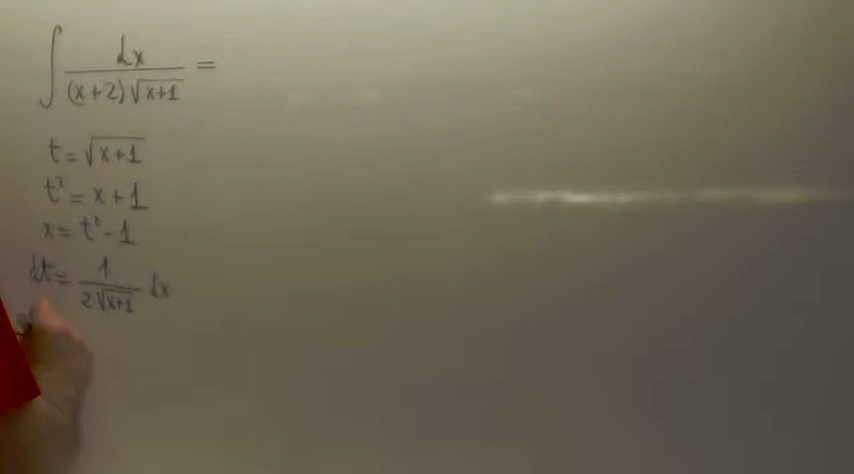 ∫ dx / ((x+2)√(x+1)) =
t = √(x+1)
t² = x + 1
x = t² - 1
dt = 1 / (2√(x+1)) dx